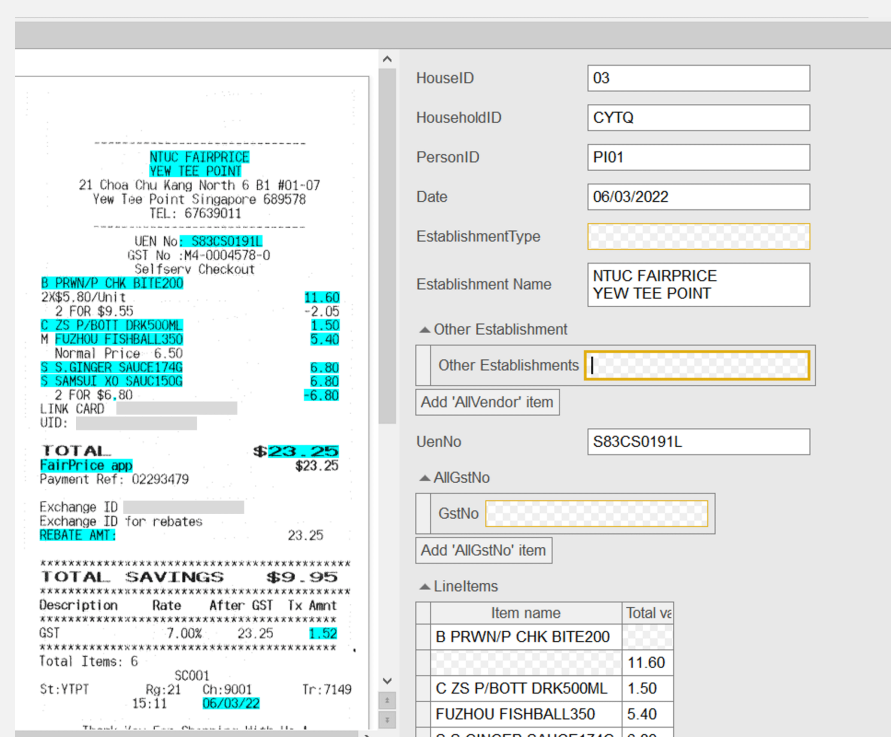 NTUC FAIRPRICE
YEW TEE POINT
21 Choa Chu Kang North 6 B1 #01-07
Yew Tee Point Singapore 689578
TEL: 67639011
UEN No: S83CS0191L
GST No :M4-0004578-0
Selfserv Checkout
B PRWN/P CHK BITE200
2X$5.80/Unit 11.60
2 FOR $9.55 -2.05
C ZS P/BOTT DRK500ML 1.50
M FUZHOU FISHBALL350 5.40
Normal Price 6.50
S S.GINGER SAUCE174G 6.80
S SAMSUI XO SAUC150G 6.80
2 FOR $6.80 -6.80
LINK CARD
UID:
TOTAL $23.25
FairPrice app $23.25
Payment Ref: 02293479
Exchange ID
Exchange ID for rebates
REBATE AMT: 23.25
***********************************
TOTAL SAVINGS $9.95
***********************************
Description Rate After GST Tx Amnt
***********************************
GST 7.00% 23.25 1.52
***********************************
Total Items: 6
SC001
St:YTPT Rg:21 Ch:9001 Tr:7149
15:11 06/03/22
HouseID 03
HouseholdID CYTQ
PersonID PI01
Date 06/03/2022
EstablishmentType
Establishment Name NTUC FAIRPRICE
YEW TEE POINT
Other Establishment
Other Establishments
Add 'AllVendor' item
UenNo S83CS0191L
AllGstNo
GstNo
Add 'AllGstNo' item
LineItems
Item name Total va
B PRWN/P CHK BITE200
11.60
C ZS P/BOTT DRK500ML 1.50
FUZHOU FISHBALL350 5.40